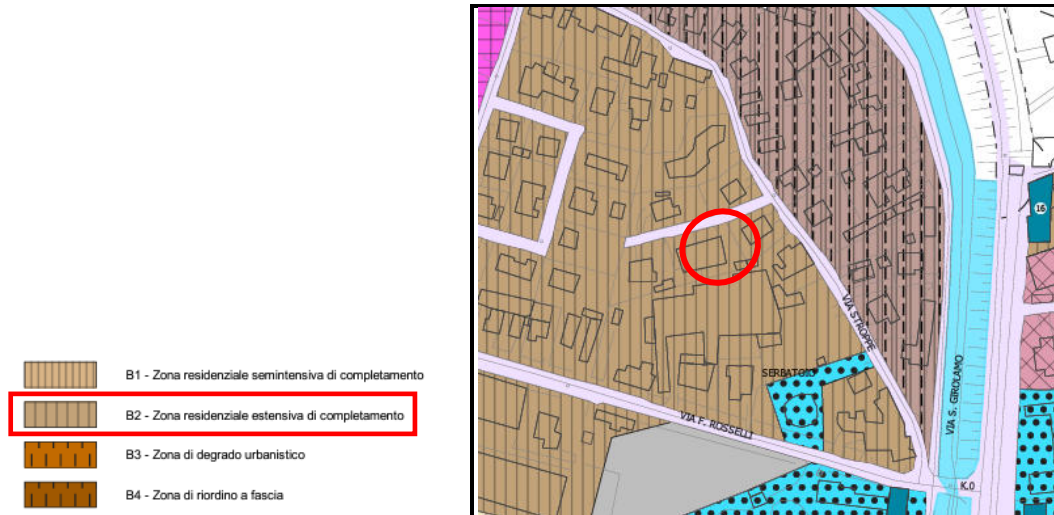 B1 - Zona residenziale semintensiva di completamento
B2 - Zona residenziale estensiva di completamento
B3 - Zona di degrado urbanistico
B4 - Zona di riordino a fascia
16
VIA STROPPE
SERBATOIO
VIA F. ROSSELLI
VIA S. GIROLAMO
K.0